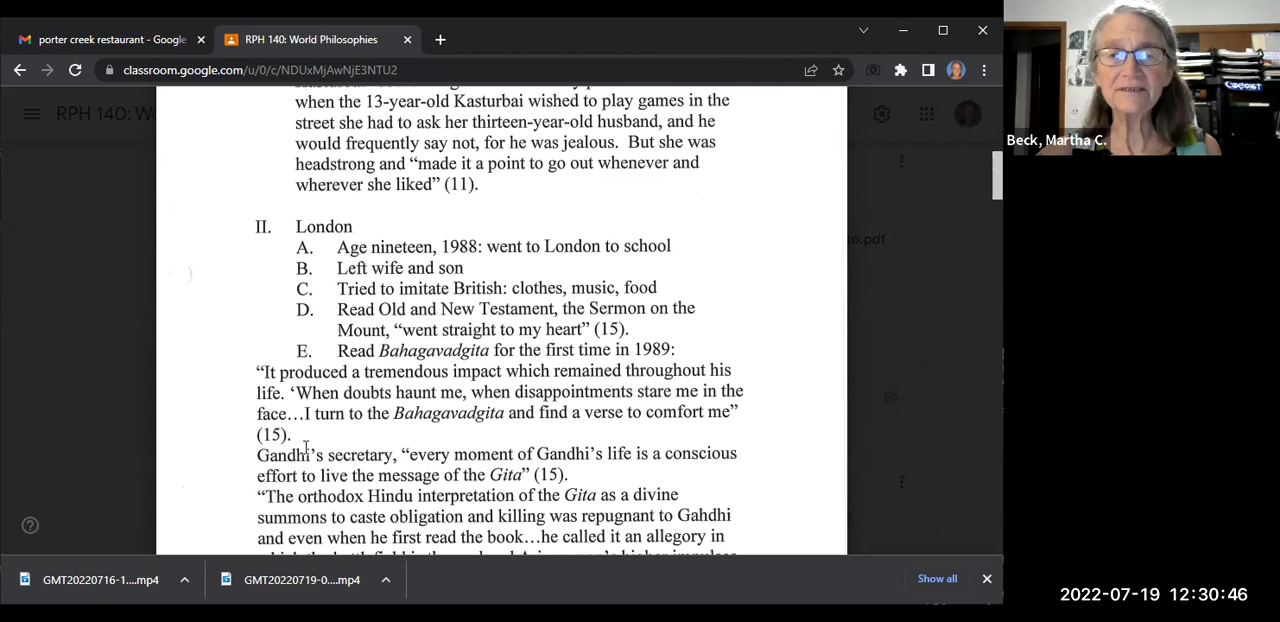 porter creek restaurant - Google
RPH 140: World Philosophies
classroom.google.com/u/0/c/NDUxMjAwNjE3NTU2
RPH 140: Wo
when the 13-year-old Kasturbai wished to play games in the
street she had to ask her thirteen-year-old husband, and he
would frequently say not, for he was jealous. But she was
headstrong and “made it a point to go out whenever and
wherever she liked” (11).
II. London
A. Age nineteen, 1988: went to London to school
B. Left wife and son
C. Tried to imitate British: clothes, music, food
D. Read Old and New Testament, the Sermon on the
Mount, “went straight to my heart” (15).
E. Read Bahagavadgita for the first time in 1989:
“It produced a tremendous impact which remained throughout his
life. ‘When doubts haunt me, when disappointments stare me in the
face…I turn to the Bahagavadgita and find a verse to comfort me”
(15).
Gandhi’s secretary, “every moment of Gandhi’s life is a conscious
effort to live the message of the Gita” (15).
“The orthodox Hindu interpretation of the Gita as a divine
summons to caste obligation and killing was repugnant to Gahdhi
and even when he first read the book…he called it an allegory in
to.pdf
GMT20220716-1....mp4
GMT20220719-0....mp4
Show all
Beck, Martha C.
2022-07-19 12:30:46